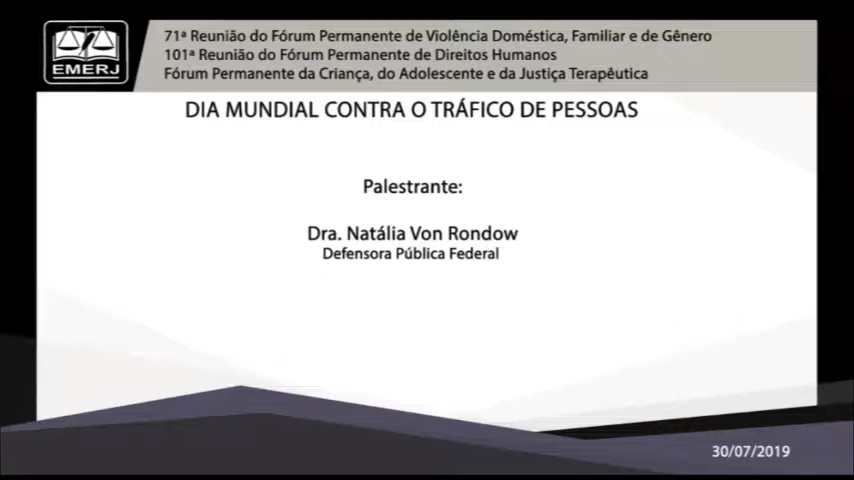 EMERJ
71ª Reunião do Fórum Permanente de Violência Doméstica, Familiar e de Gênero
101ª Reunião do Fórum Permanente de Direitos Humanos
Fórum Permanente da Criança, do Adolescente e da Justiça Terapêutica
DIA MUNDIAL CONTRA O TRÁFICO DE PESSOAS
Palestrante:
Dra. Natália Von Rondow
Defensora Pública Federal
30/07/2019